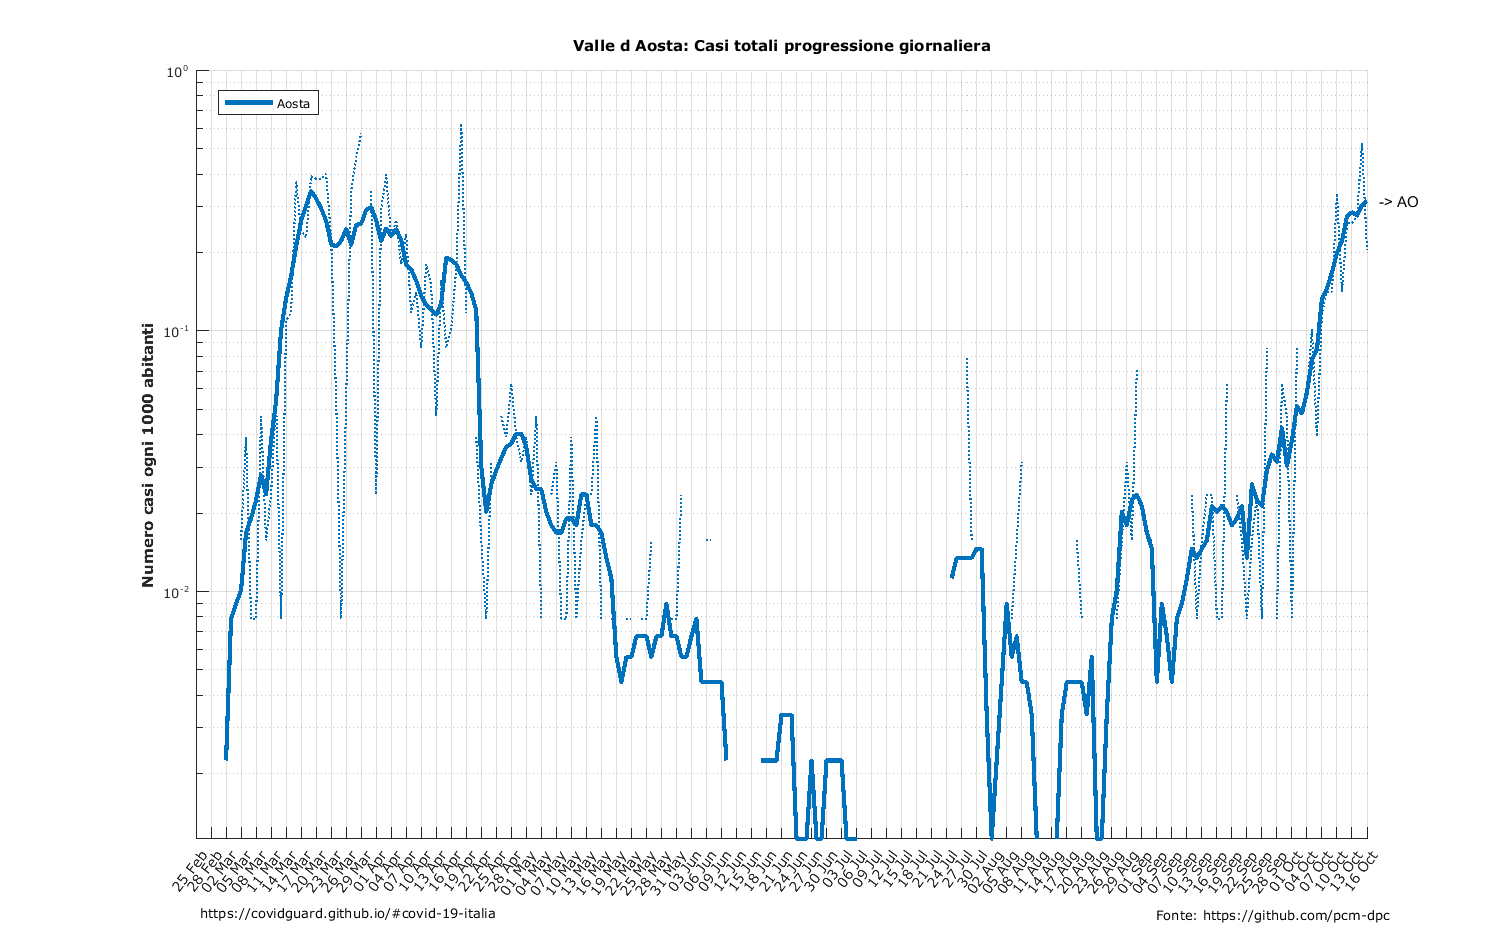 Valle d Aosta: Casi totali progressione giornaliera
10⁰
Aosta
-> AO
10⁻¹
Numero casi ogni 1000 abitanti
10⁻²
25 Feb
28 Feb
02 Mar
05 Mar
08 Mar
11 Mar
14 Mar
17 Mar
20 Mar
23 Mar
26 Mar
29 Mar
01 Apr
04 Apr
07 Apr
10 Apr
13 Apr
16 Apr
19 Apr
22 Apr
25 Apr
28 Apr
01 May
04 May
07 May
10 May
13 May
16 May
19 May
22 May
25 May
28 May
31 May
03 Jun
06 Jun
09 Jun
12 Jun
15 Jun
18 Jun
21 Jun
24 Jun
27 Jun
30 Jun
03 Jul
06 Jul
09 Jul
12 Jul
15 Jul
18 Jul
21 Jul
24 Jul
27 Jul
30 Jul
02 Aug
05 Aug
08 Aug
11 Aug
14 Aug
17 Aug
20 Aug
23 Aug
26 Aug
29 Aug
01 Sep
04 Sep
07 Sep
10 Sep
13 Sep
16 Sep
19 Sep
22 Sep
25 Sep
28 Sep
01 Oct
04 Oct
07 Oct
10 Oct
13 Oct
16 Oct
https://covidguard.github.io/#covid-19-italia
Fonte: https://github.com/pcm-dpc